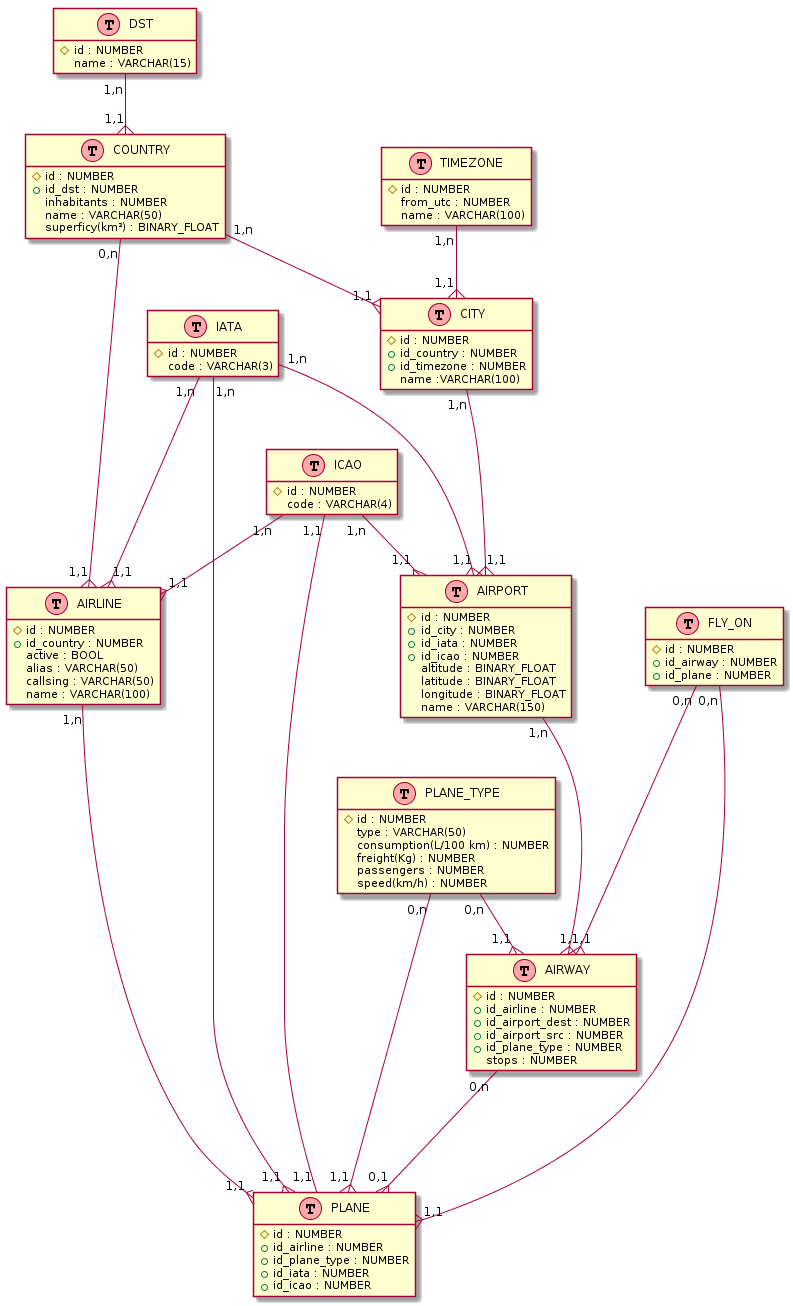 T DST
id : NUMBER
name : VARCHAR(15)
1,n
1,1
T COUNTRY
id : NUMBER
id_dst : NUMBER
inhabitants : NUMBER
name : VARCHAR(50)
superficy(km²) : BINARY_FLOAT
T TIMEZONE
id : NUMBER
from_utc : NUMBER
name : VARCHAR(100)
0,n
1,n
1,n
1,1
1,1
T CITY
id : NUMBER
id_country : NUMBER
id_timezone : NUMBER
name :VARCHAR(100)
T IATA
id : NUMBER
code : VARCHAR(3)
1,n
1,n
1,n
1,n
T ICAO
id : NUMBER
code : VARCHAR(4)
1,n
1,1
1,n
1,1
1,1
1,1
1,1
1,1
1,1
T AIRLINE
id : NUMBER
id_country : NUMBER
active : BOOL
alias : VARCHAR(50)
callsing : VARCHAR(50)
name : VARCHAR(100)
T AIRPORT
id : NUMBER
id_city : NUMBER
id_iata : NUMBER
id_icao : NUMBER
altitude : BINARY_FLOAT
latitude : BINARY_FLOAT
longitude : BINARY_FLOAT
name : VARCHAR(150)
T FLY_ON
id : NUMBER
id_airway : NUMBER
id_plane : NUMBER
1,n
1,n
0,n
0,n
T PLANE_TYPE
id : NUMBER
type : VARCHAR(50)
consumption(L/100 km) : NUMBER
freight(Kg) : NUMBER
passengers : NUMBER
speed(km/h) : NUMBER
0,n
0,n
1,1
1,1
1,1
T AIRWAY
id : NUMBER
id_airline : NUMBER
id_airport_dest : NUMBER
id_airport_src : NUMBER
id_plane_type : NUMBER
stops : NUMBER
0,n
1,1
1,1
1,1
1,1
0,1
1,1
T PLANE
id : NUMBER
id_airline : NUMBER
id_plane_type : NUMBER
id_iata : NUMBER
id_icao : NUMBER